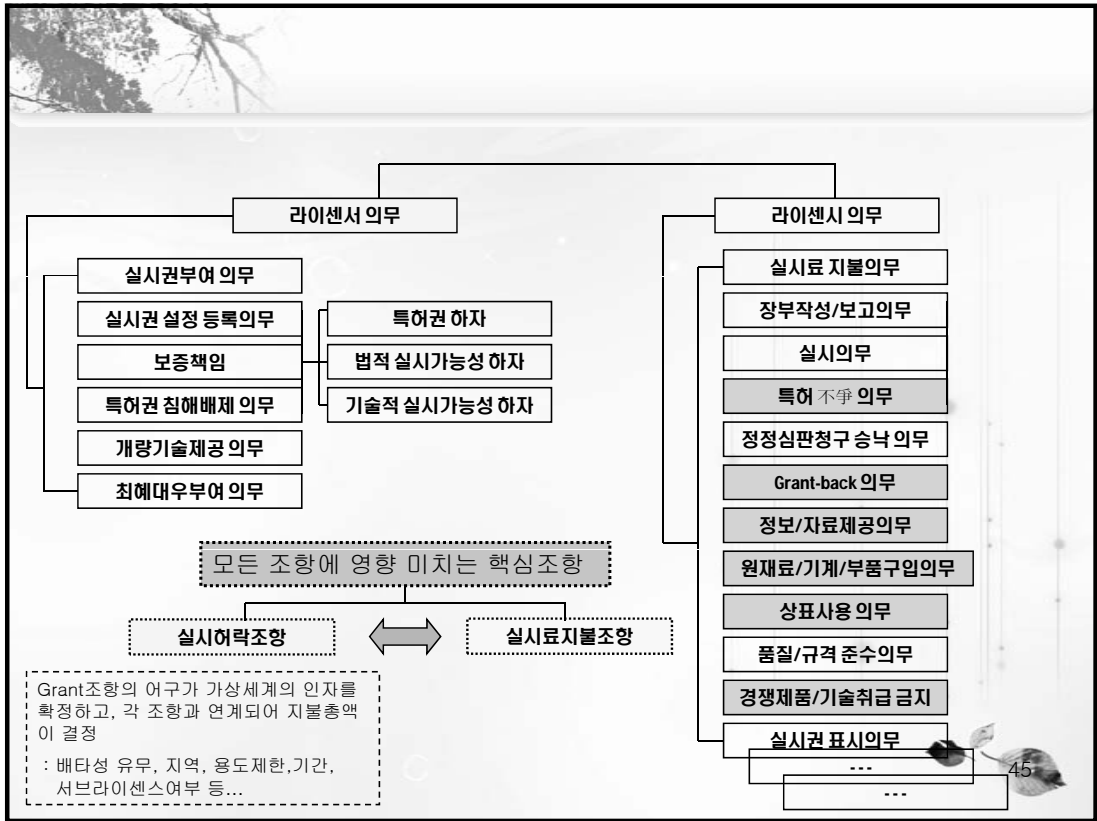 라이센서 의무
실시권부여 의무
실시권 설정 등록의무
보증책임
특허권 침해배제 의무
개량기술제공 의무
최혜대우부여 의무
특허권 하자
법적 실시가능성 하자
기술적 실시가능성 하자
라이센시 의무
실시료 지불의무
장부작성/보고의무
실시의무
특허 不爭 의무
정정심판청구 승낙 의무
Grant-back 의무
정보/자료제공의무
원재료/기계/부품구입의무
상표사용 의무
품질/규격 준수의무
경쟁제품/기술취급 금지
실시권 표시의무
---
---
모든 조항에 영향 미치는 핵심조항
실시허락조항
실시료지불조항
Grant조항의 어구가 가상세계의 인자를
확정하고, 각 조항과 연계되어 지불총액
이 결정
: 배타성 유무, 지역, 용도제한,기간,
서브라이센스여부 등...
45